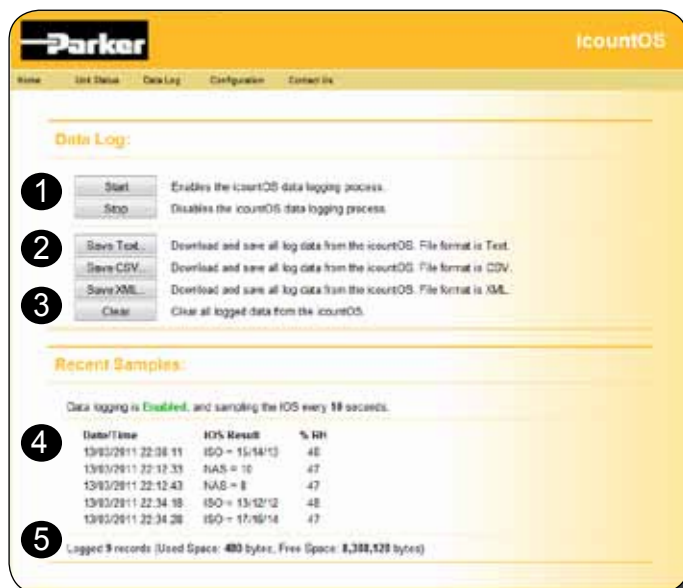 Parker
IcountOS
Home Unit Status Data Log Configuration Contact Us
Data Log:
1
Start Enables the icountOS data logging process.
Stop Disables the icountOS data logging process.
2
Save Text... Download and save all log data from the icountOS. File format is Text.
Save CSV... Download and save all log data from the icountOS. File format is CSV.
Save XML... Download and save all log data from the icountOS. File format is XML.
3
Clear Clear all logged data from the icountOS.
Recent Samples:
Data logging is Enabled, and sampling the IOS every 10 seconds.
4
Date/Time IOS Result % RH
13/03/2011 22:08:11 ISO = 15/14/13
13/03/2011 22:12:33 NAS = 10 47
13/03/2011 22:12:43 NAS = 8 47
13/03/2011 22:34:18 ISO = 13/12/12 48
13/03/2011 22:34:28 ISO = 17/16/14 47
5
Logged 9 records (Used Space: 480 bytes, Free Space: 8,388,128 bytes)